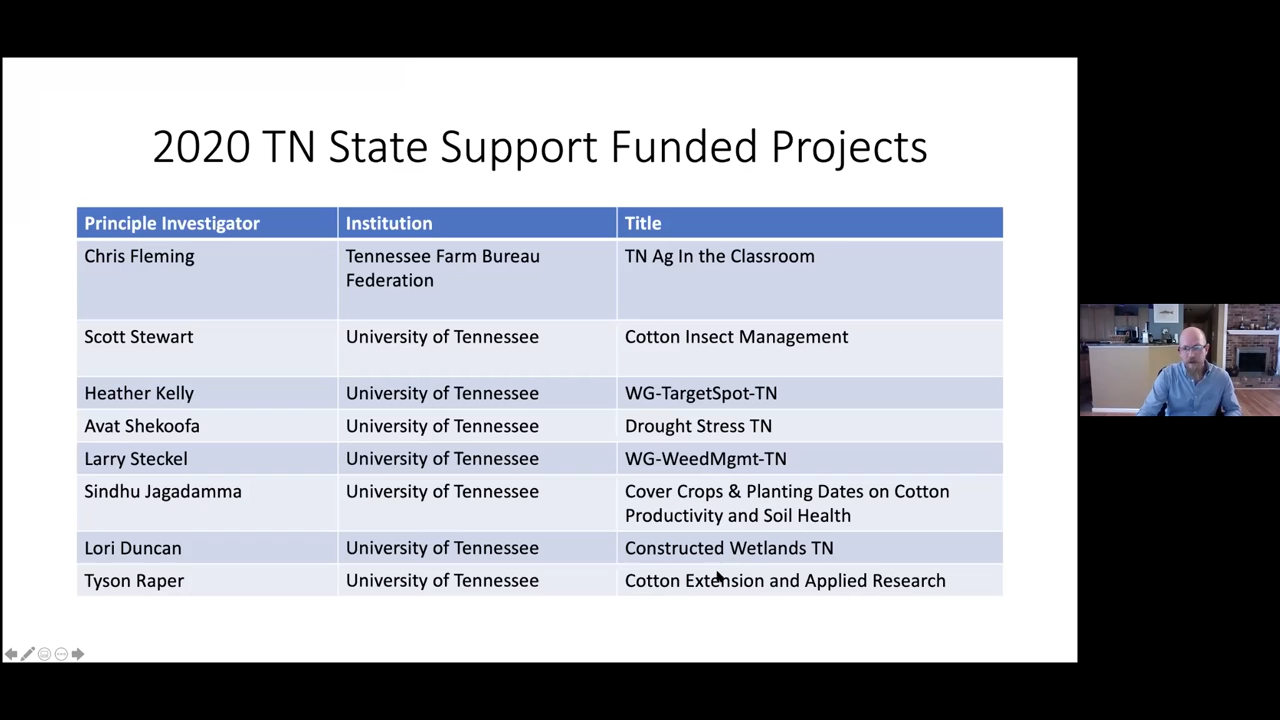 2020 TN State Support Funded Projects
Principle Investigator Institution Title
Chris Fleming Tennessee Farm Bureau Federation TN Ag In the Classroom
Scott Stewart University of Tennessee Cotton Insect Management
Heather Kelly University of Tennessee WG-TargetSpot-TN
Avat Shekoofa University of Tennessee Drought Stress TN
Larry Steckel University of Tennessee WG-WeedMgmt-TN
Sindhu Jagadamma University of Tennessee Cover Crops & Planting Dates on Cotton Productivity and Soil Health
Lori Duncan University of Tennessee Constructed Wetlands TN
Tyson Raper University of Tennessee Cotton Extension and Applied Research